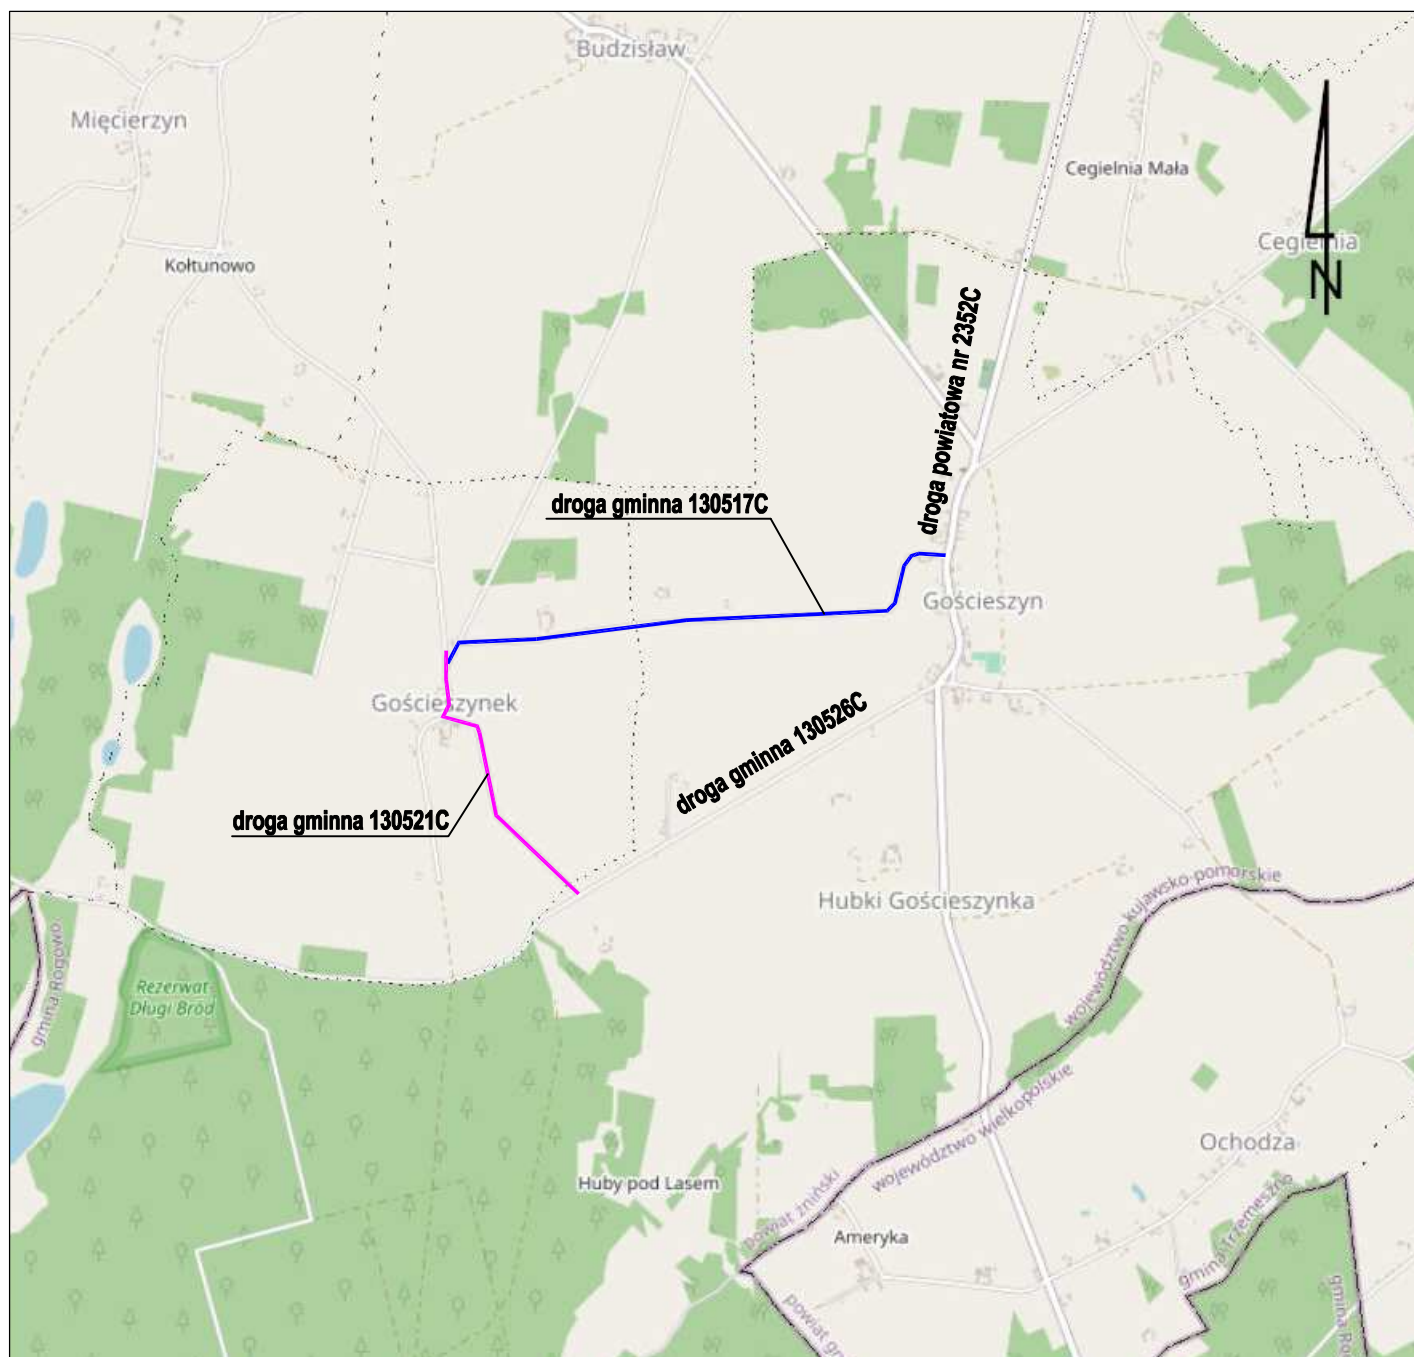 Budzisław
Mięcierzyn
Cegielnia Mała
Cegielnia
Kołtunowo
N
droga powiatowa nr 2352C
droga gminna 130517C
Gościeszyn
Gościeszynek
droga gminna 130526C
droga gminna 130521C
Hubki Gościeszynka
województwo kujawsko-pomorskie
gmina Rogowo
Rezerwat
Długi Bród
województwo wielkopolskie
Ochodza
Huby pod Lasem
powiat żniński
Ameryka
gmina Trzemeszno
powiat
gmina